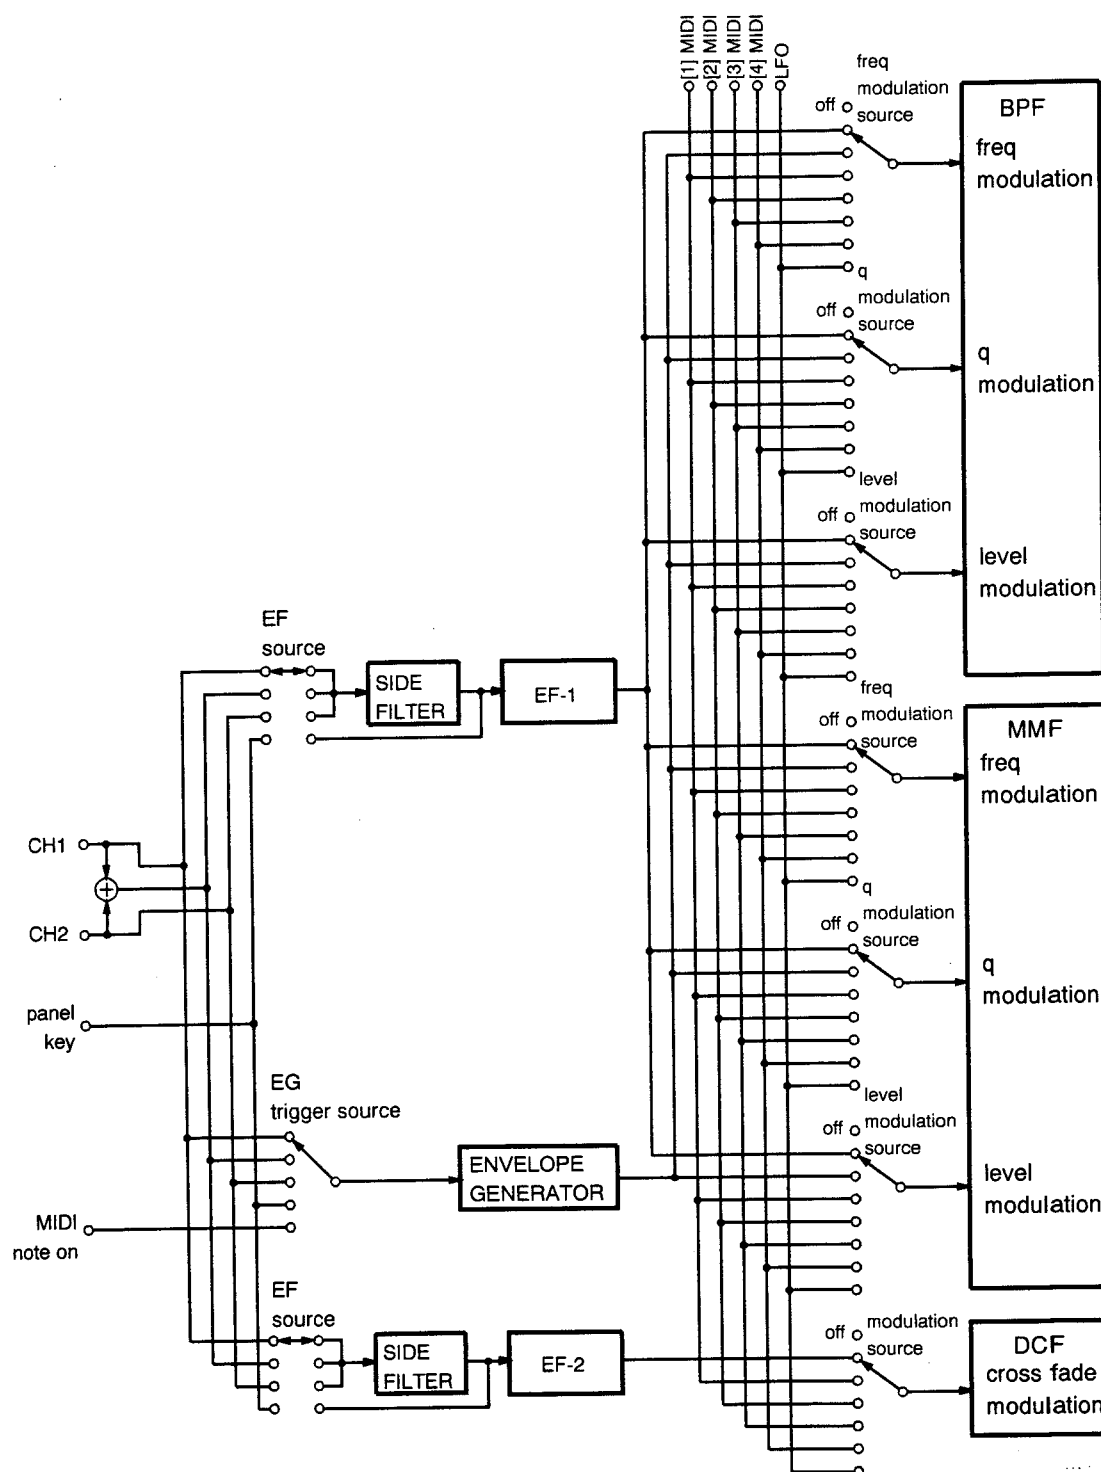 [1] MIDI
[2] MIDI
[3] MIDI
[4] MIDI
LFO
freq
modulation
source
off
BPF
freq
modulation
q
modulation
source
off
q
modulation
level
modulation
source
off
level
modulation
EF
source
SIDE
FILTER
EF-1
freq
modulation
source
off
MMF
freq
modulation
CH1
+
CH2
q
modulation
source
off
q
modulation
panel
key
EG
trigger source
ENVELOPE
GENERATOR
level
modulation
source
off
level
modulation
MIDI
note on
EF
source
SIDE
FILTER
EF-2
modulation
source
off
DCF
cross fade
modulation